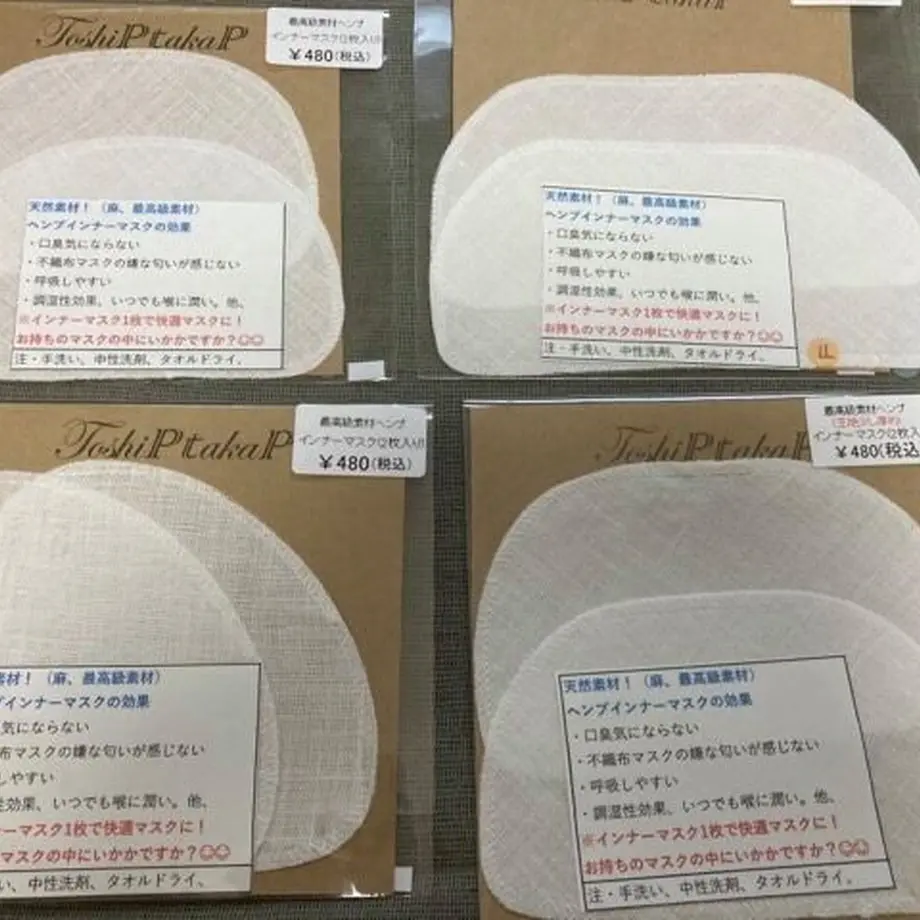 ToshiPtakaP
最高級素材ヘンプ
インナーマスク(2枚入り)
￥480(税込)
天然素材！（麻、最高級素材）
ヘンプインナーマスクの効果
・口臭気にならない
・不織布マスクの嫌な匂いが感じない
・呼吸しやすい
・調湿性効果、いつでも喉に潤い。他、
※インナーマスク1枚で快適マスクに！
お持ちのマスクの中にいかかですか？☺☺
注・手洗い、中性洗剤、タオルドライ。
天然素材！（麻、最高級素材）
ヘンプインナーマスクの効果
・口臭気にならない
・不織布マスクの嫌な匂いが感じない
・呼吸しやすい
・調湿性効果、いつでも喉に潤い。他、
※インナーマスク1枚で快適マスクに！
お持ちのマスクの中にいかかですか？☺☺
注・手洗い、中性洗剤、タオルドライ。
LL
ToshiPtakaP
最高級素材ヘンプ
インナーマスク(2枚入り)
￥480(税込)
素材！（麻、最高級素材）
プインナーマスクの効果
気にならない
布マスクの嫌な匂いが感じない
しやすい
性効果、いつでも喉に潤い。他、
ーマスク1枚で快適マスクに！
マスクの中にいかかですか？☺☺
い、中性洗剤、タオルドライ。
ToshiPtakaP
最高級素材ヘンプ
(生地少し厚め)
インナーマスク(2枚入
￥480(税込
天然素材！（麻、最高級素材）
ヘンプインナーマスクの効果
・口臭気にならない
・不織布マスクの嫌な匂いが感じない
・呼吸しやすい
・調湿性効果、いつでも喉に潤い。他、
※インナーマスク1枚で快適マスクに！
お持ちのマスクの中にいかかですか？☺☺
注・手洗い、中性洗剤、タオルドライ。